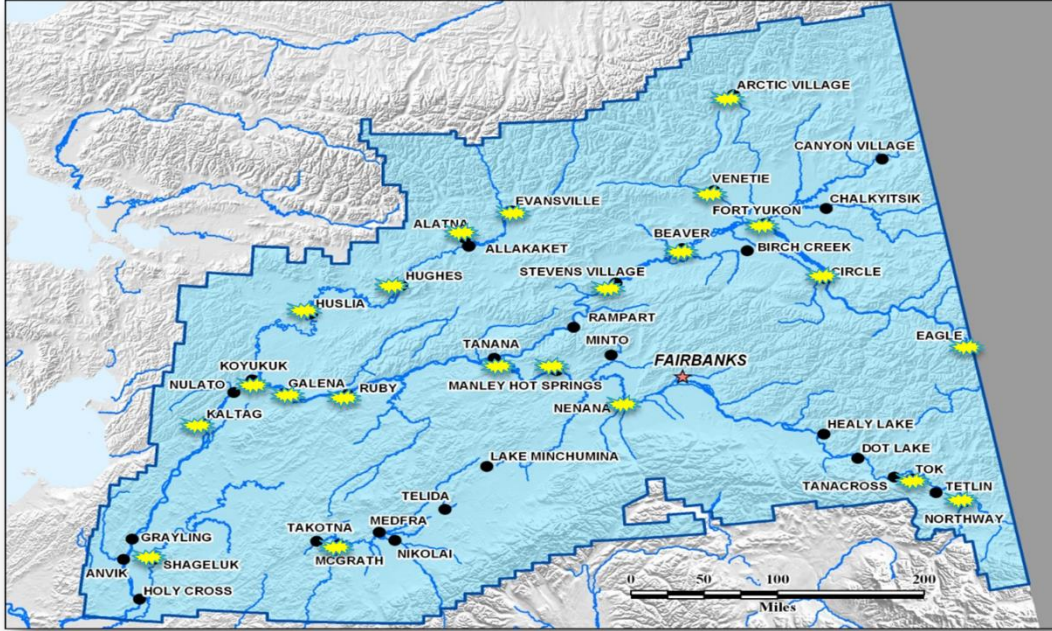 ARCTIC VILLAGE
CANYON VILLAGE
VENETIE
EVANSVILLE
CHALKYITSIK
FORT YUKON
ALATNA
BEAVER
ALLAKAKET
BIRCH CREEK
STEVENS VILLAGE
HUGHES
CIRCLE
HUSLIA
RAMPART
EAGLE
TANANA
MINTO
KOYUKUK
FAIRBANKS
NULATO
GALENA
RUBY
MANLEY HOT SPRINGS
KALTAG
NENANA
HEALY LAKE
DOT LAKE
LAKE MINCHUMINA
TOK
TANACROSS
TETLIN
TELIDA
NORTHWAY
TAKOTNA
MEDFRA
GRAYLING
NIKOLAI
MCGRATH
SHAGELUK
ANVIK
HOLY CROSS
0 50 100 200
Miles